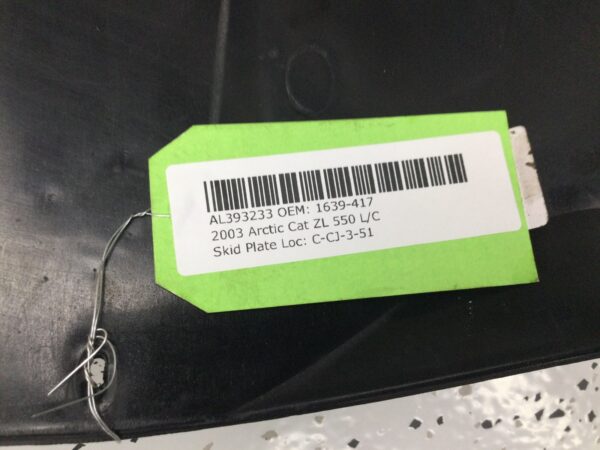 AL393233 OEM: 1639-417
2003 Arctic Cat ZL 550 L/C
Skid Plate Loc: C-CJ-3-51